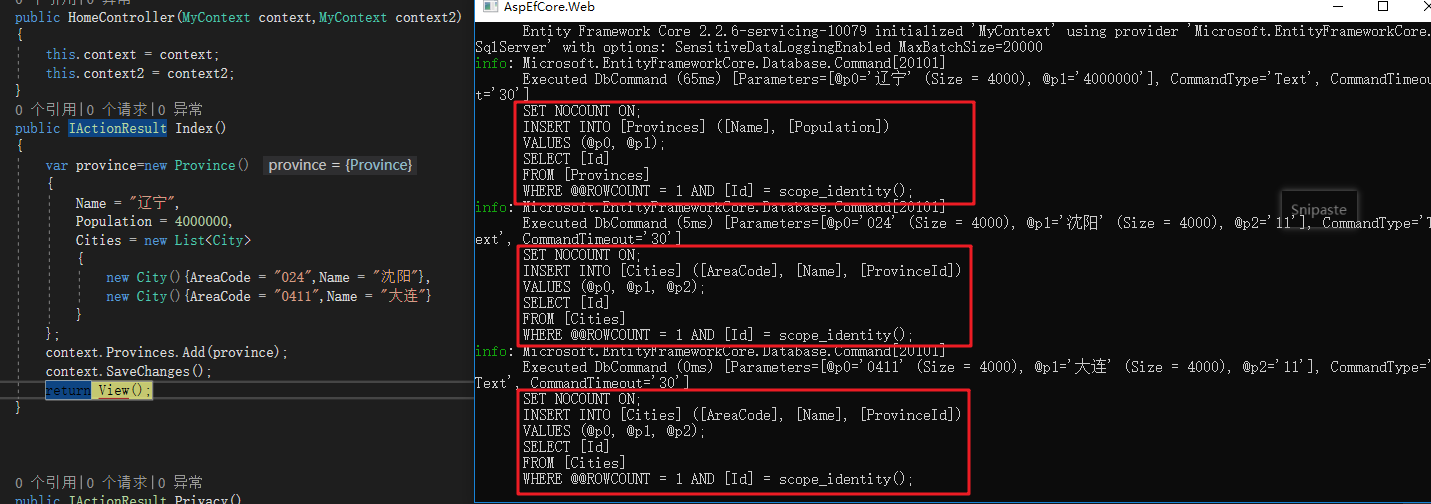 0 个引用|0 异常
public HomeController(MyContext context,MyContext context2)
{
this.context = context;
this.context2 = context2;
}
0 个引用|0 个请求|0 异常
public IActionResult Index()
{
var province=new Province() province = {Province}
{
Name = "辽宁",
Population = 4000000,
Cities = new List<City>
{
new City(){AreaCode = "024",Name = "沈阳"},
new City(){AreaCode = "0411",Name = "大连"}
}
};
context.Provinces.Add(province);
context.SaveChanges();
return View();
}
0 个引用|0 个请求|0 异常
public IActionResult Privacy()
AspEfCore.Web
Entity Framework Core 2.2.6-servicing-10079 initialized 'MyContext' using provider 'Microsoft.EntityFrameworkCore.
SqlServer' with options: SensitiveDataLoggingEnabled MaxBatchSize=20000
info: Microsoft.EntityFrameworkCore.Database.Command[20101]
Executed DbCommand (65ms) [Parameters=[@p0='辽宁' (Size = 4000), @p1='4000000'], CommandType='Text', CommandTimeou
t='30']
SET NOCOUNT ON;
INSERT INTO [Provinces] ([Name], [Population])
VALUES (@p0, @p1);
SELECT [Id]
FROM [Provinces]
WHERE @@ROWCOUNT = 1 AND [Id] = scope_identity();
info: Microsoft.EntityFrameworkCore.Database.Command[20101]
Executed DbCommand (5ms) [Parameters=[@p0='024' (Size = 4000), @p1='沈阳' (Size = 4000), @p2='11'], CommandType='T
ext', CommandTimeout='30']
SET NOCOUNT ON;
INSERT INTO [Cities] ([AreaCode], [Name], [ProvinceId])
VALUES (@p0, @p1, @p2);
SELECT [Id]
FROM [Cities]
WHERE @@ROWCOUNT = 1 AND [Id] = scope_identity();
info: Microsoft.EntityFrameworkCore.Database.Command[20101]
Executed DbCommand (0ms) [Parameters=[@p0='0411' (Size = 4000), @p1='大连' (Size = 4000), @p2='11'], CommandType='
Text', CommandTimeout='30']
SET NOCOUNT ON;
INSERT INTO [Cities] ([AreaCode], [Name], [ProvinceId])
VALUES (@p0, @p1, @p2);
SELECT [Id]
FROM [Cities]
WHERE @@ROWCOUNT = 1 AND [Id] = scope_identity();
Snipaste